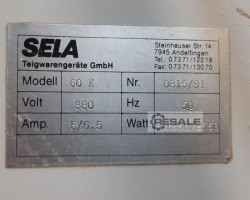 SELA
Teigwarengeräte GmbH
Steinhauser Str. 14
7945 Andelfingen
Tel. 07371/12218
Fax 07371/13070
Modell 60 K Nr. 0815/91
Volt 380 Hz 50
Amp. 5/6.5 Watt
RESALE